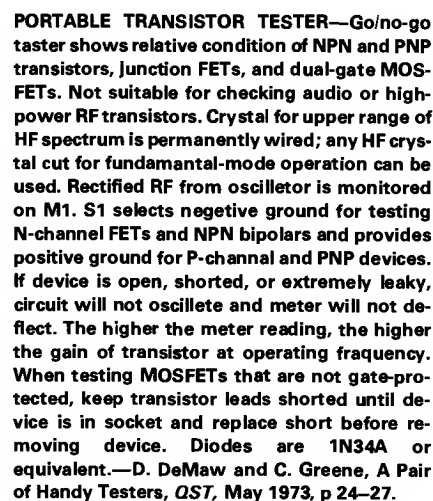 PORTABLE TRANSISTOR TESTER—Go/no-go
taster shows relative condition of NPN and PNP
transistors, junction FETs, and dual-gate MOS-
FETs. Not suitable for checking audio or high-
power RF transistors. Crystal for upper range of
HF spectrum is permanently wired; any HF crys-
tal cut for fundamantal-mode operation can be
used. Rectified RF from oscilletor is monitored
on M1. S1 selects negetive ground for testing
N-channel FETs and NPN bipolars and provides
positive ground for P-channal and PNP devices.
If device is open, shorted, or extremely leaky,
circuit will not oscillete and meter will not de-
flect. The higher the meter reading, the higher
the gain of transistor at operating fraquency.
When testing MOSFETs that are not gate-pro-
tected, keep transistor leads shorted until de-
vice is in socket and replace short before re-
moving device. Diodes are 1N34A or
equivalent.—D. DeMaw and C. Greene, A Pair
of Handy Testers, QST, May 1973, p 24–27.